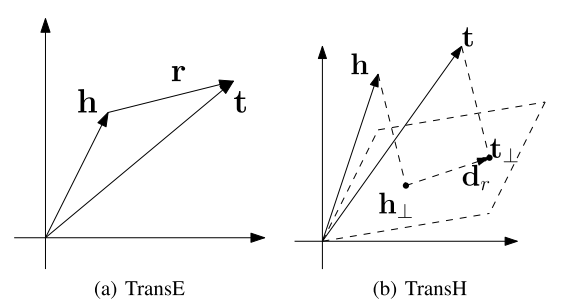 h
r
t
(a) TransE
h
t
t⊥
d_r
h⊥
(b) TransH